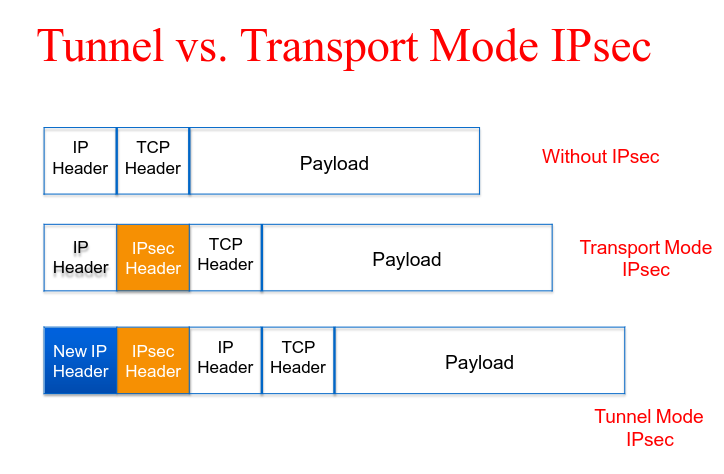 Tunnel vs. Transport Mode IPsec
IP
Header
TCP
Header
Payload
Without IPsec
IP
Header
IPsec
Header
TCP
Header
Payload
Transport Mode
IPsec
New IP
Header
IPsec
Header
IP
Header
TCP
Header
Payload
Tunnel Mode
IPsec